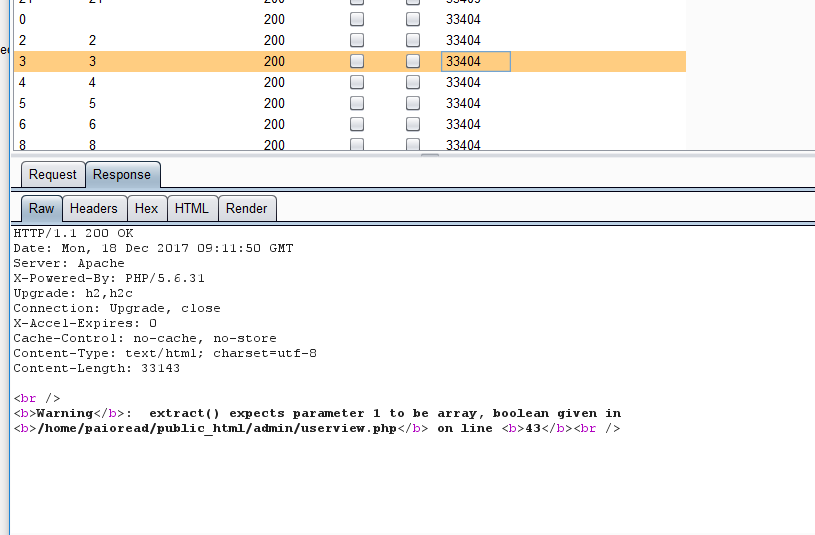 0 200 33404
2 2 200 33404
3 3 200 33404
4 4 200 33404
5 5 200 33404
6 6 200 33404
8 8 200 33404
Request Response
Raw Headers Hex HTML Render
HTTP/1.1 200 OK
Date: Mon, 18 Dec 2017 09:11:50 GMT
Server: Apache
X-Powered-By: PHP/5.6.31
Upgrade: h2,h2c
Connection: Upgrade, close
X-Accel-Expires: 0
Cache-Control: no-cache, no-store
Content-Type: text/html; charset=utf-8
Content-Length: 33143
<br />
<b>Warning</b>:  extract() expects parameter 1 to be array, boolean given in
<b>/home/paioread/public_html/admin/userview.php</b> on line <b>43</b><br />